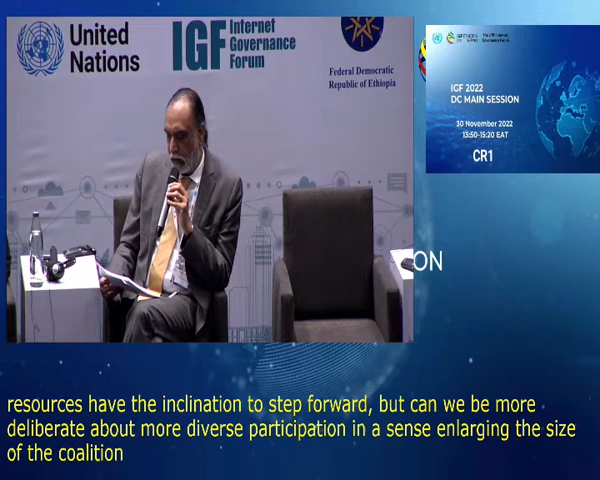 United
Nations
IGF
Internet
Governance
Forum
Federal Democratic
Republic of Ethiopia
IGF 2022
DC MAIN SESSION
30 November 2022
13:50-15:20 EAT
CR1
ON
resources have the inclination to step forward, but can we be more
deliberate about more diverse participation in a sense enlarging the size
of the coalition